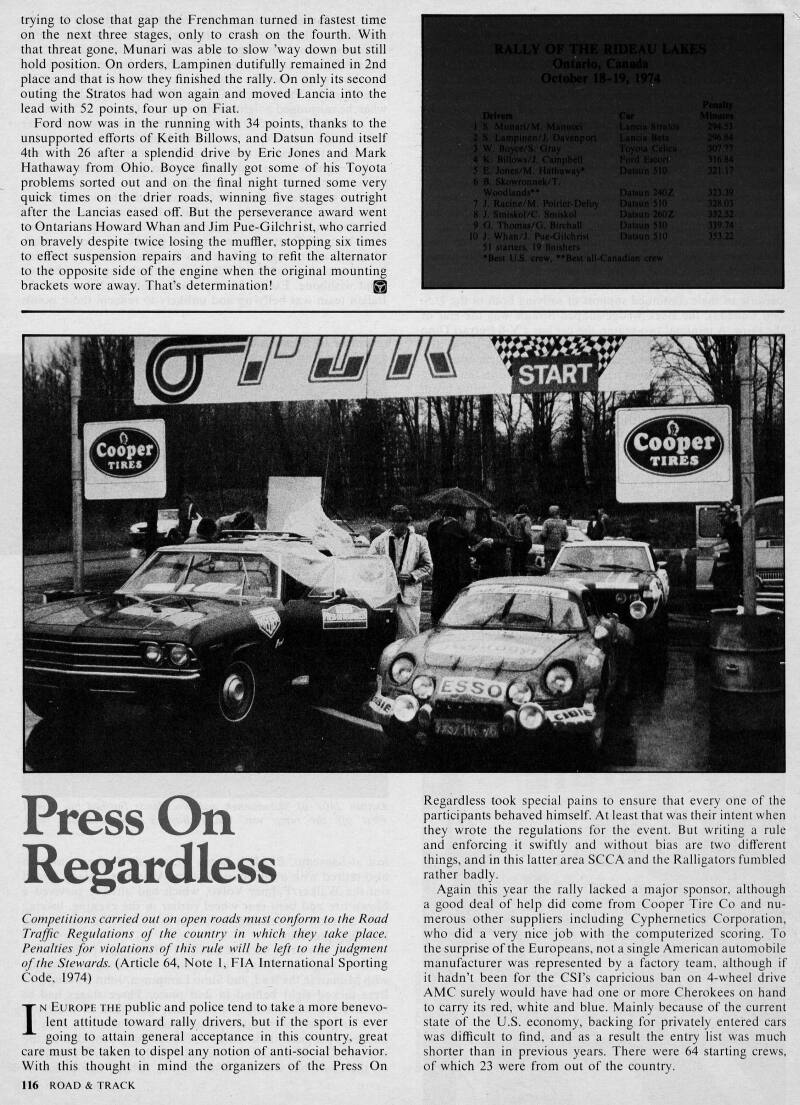 trying to close that gap the Frenchman turned in fastest time
on the next three stages, only to crash on the fourth. With
that threat gone, Munari was able to slow 'way down but still
hold position. On orders, Lampinen dutifully remained in 2nd
place and that is how they finished the rally. On only its second
outing the Stratos had won again and moved Lancia into the
lead with 52 points, four up on Fiat.
Ford now was in the running with 34 points, thanks to the
unsupported efforts of Keith Billows, and Datsun found itself
4th with 26 after a splendid drive by Eric Jones and Mark
Hathaway from Ohio. Boyce finally got some of his Toyota
problems sorted out and on the final night turned some very
quick times on the drier roads, winning five stages outright
after the Lancias eased off. But the perseverance award went
to Ontarians Howard Whan and Jim Pue-Gilchrist, who carried
on bravely despite twice losing the muffler, stopping six times
to effect suspension repairs and having to refit the alternator
to the opposite side of the engine when the original mounting
brackets wore away. That's determination!
RALLY OF THE RIDEAU LAKES
Ontario, Canada
October 18-19, 1974
Penalty
Drivers Car Minutes
1 S. Munari/M. Manucci Lancia Stratos 294.53
2 S. Lampinen/J. Davenport Lancia Beta 296.84
3 W. Boyce/S. Gray Toyota Celica 307.77
4 K. Billows/J. Campbell Ford Escort 316.84
5 E. Jones/M. Hathaway* Datsun 510 321.17
6 B. Skowronnek/T.
Woodlands** Datsun 240Z 323.39
7 J. Racine/M. Poirier-Defoy Datsun 510 328.03
8 J. Smiskol/C. Smiskol Datsun 260Z 332.52
9 G. Thomas/G. Birchall Datsun 510 339.74
10 J. Whan/J. Pue-Gilchrist Datsun 510 353.22
51 starters, 19 finishers
*Best U.S. crew, **Best all-Canadian crew
START
Cooper
TIRES
Cooper
TIRES
ESSO
CIBIE
CIBIE
Press On
Regardless
Competitions carried out on open roads must conform to the Road
Traffic Regulations of the country in which they take place.
Penalties for violations of this rule will be left to the judgment
of the Stewards. (Article 64, Note 1, FIA International Sporting
Code, 1974)
IN EUROPE THE public and police tend to take a more benevo-
lent attitude toward rally drivers, but if the sport is ever
going to attain general acceptance in this country, great
care must be taken to dispel any notion of anti-social behavior.
With this thought in mind the organizers of the Press On
Regardless took special pains to ensure that every one of the
participants behaved himself. At least that was their intent when
they wrote the regulations for the event. But writing a rule
and enforcing it swiftly and without bias are two different
things, and in this latter area SCCA and the Ralligators fumbled
rather badly.
Again this year the rally lacked a major sponsor, although
a good deal of help did come from Cooper Tire Co and nu-
merous other suppliers including Cyphernetics Corporation,
who did a very nice job with the computerized scoring. To
the surprise of the Europeans, not a single American automobile
manufacturer was represented by a factory team, although if
it hadn't been for the CSI's capricious ban on 4-wheel drive
AMC surely would have had one or more Cherokees on hand
to carry its red, white and blue. Mainly because of the current
state of the U.S. economy, backing for privately entered cars
was difficult to find, and as a result the entry list was much
shorter than in previous years. There were 64 starting crews,
of which 23 were from out of the country.
116 ROAD & TRACK